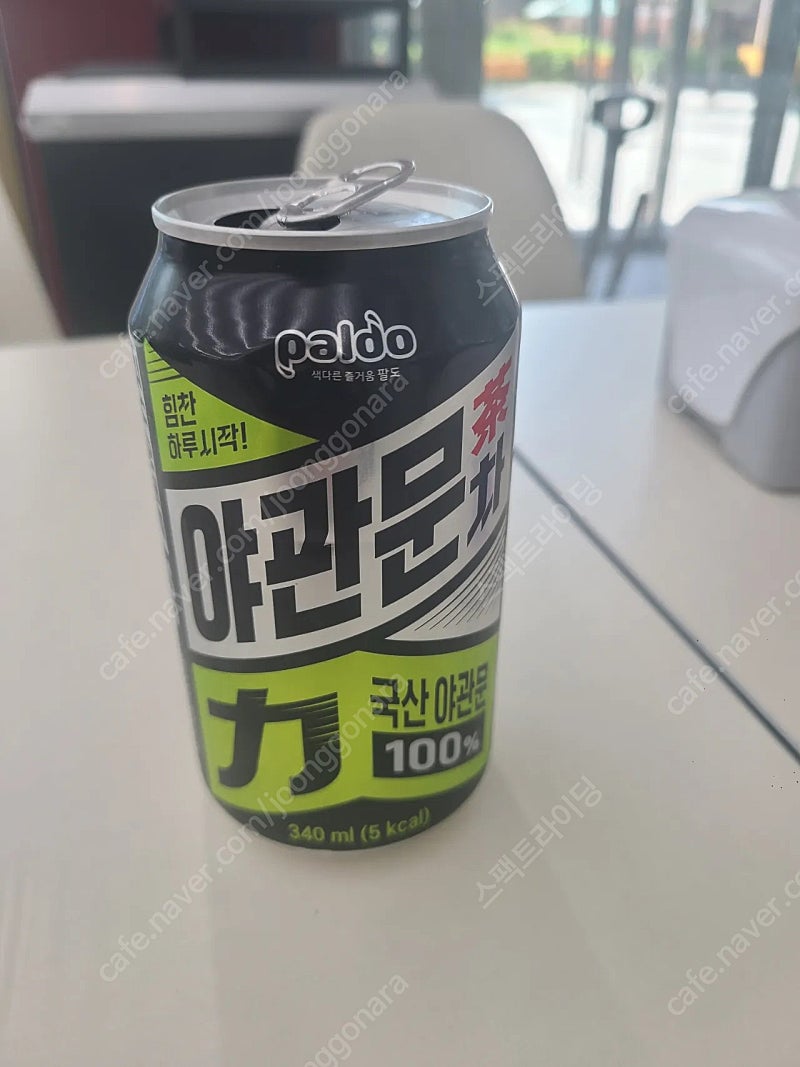 paldo
색다른 즐거움 팔도
힘찬
하루시작!
야관문茶차
力
국산 야관문
100%
340 ml (5 kcal)
cafe.naver.com/joonggonara
스팩트라이팅